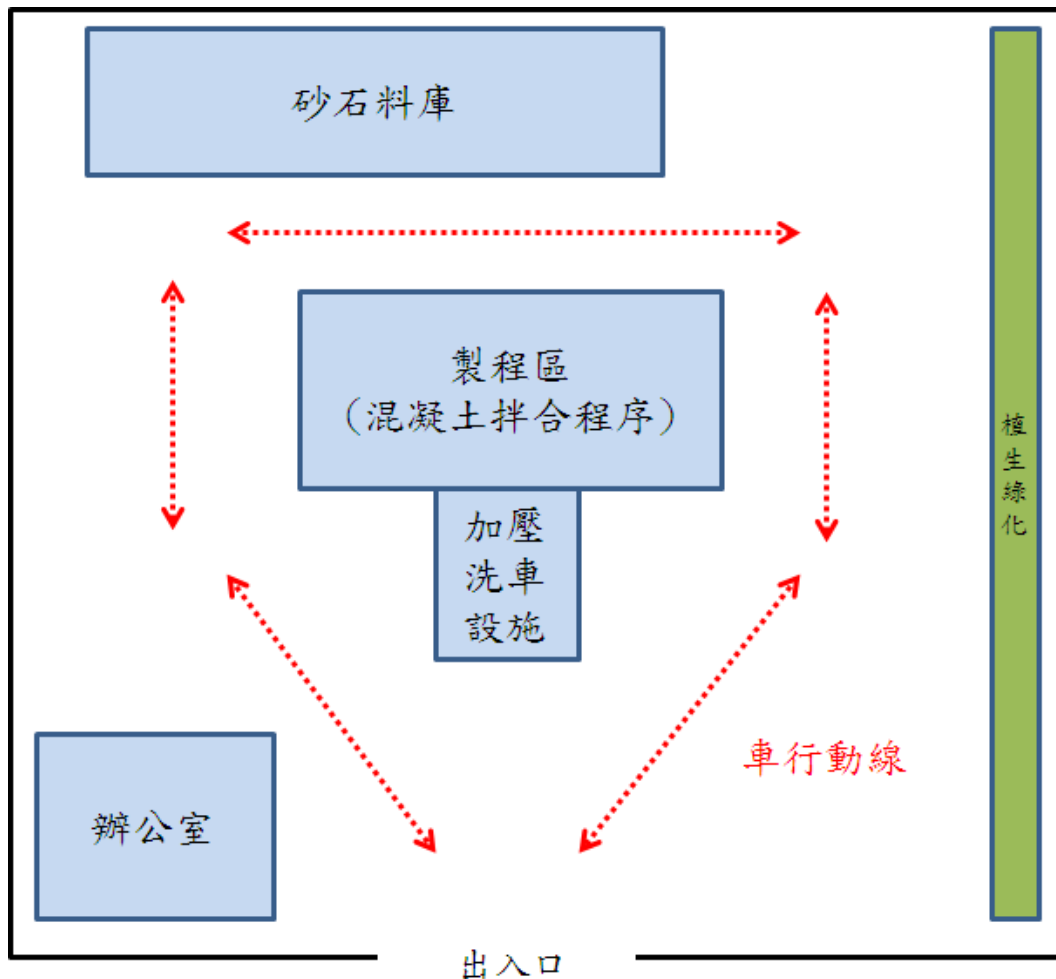 砂石料庫
製程區
(混凝土拌合程序)
加壓
洗車
設施
植生綠化
車行動線
辦公室
出入口